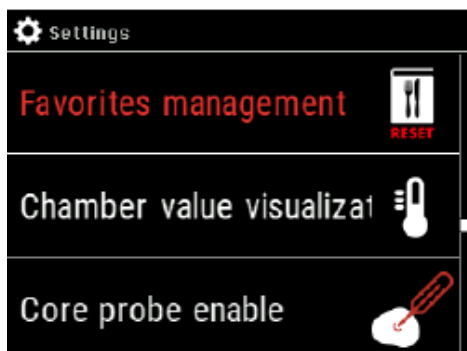 Settings
Favorites management
RESET
Chamber value visualizat
Core probe enable